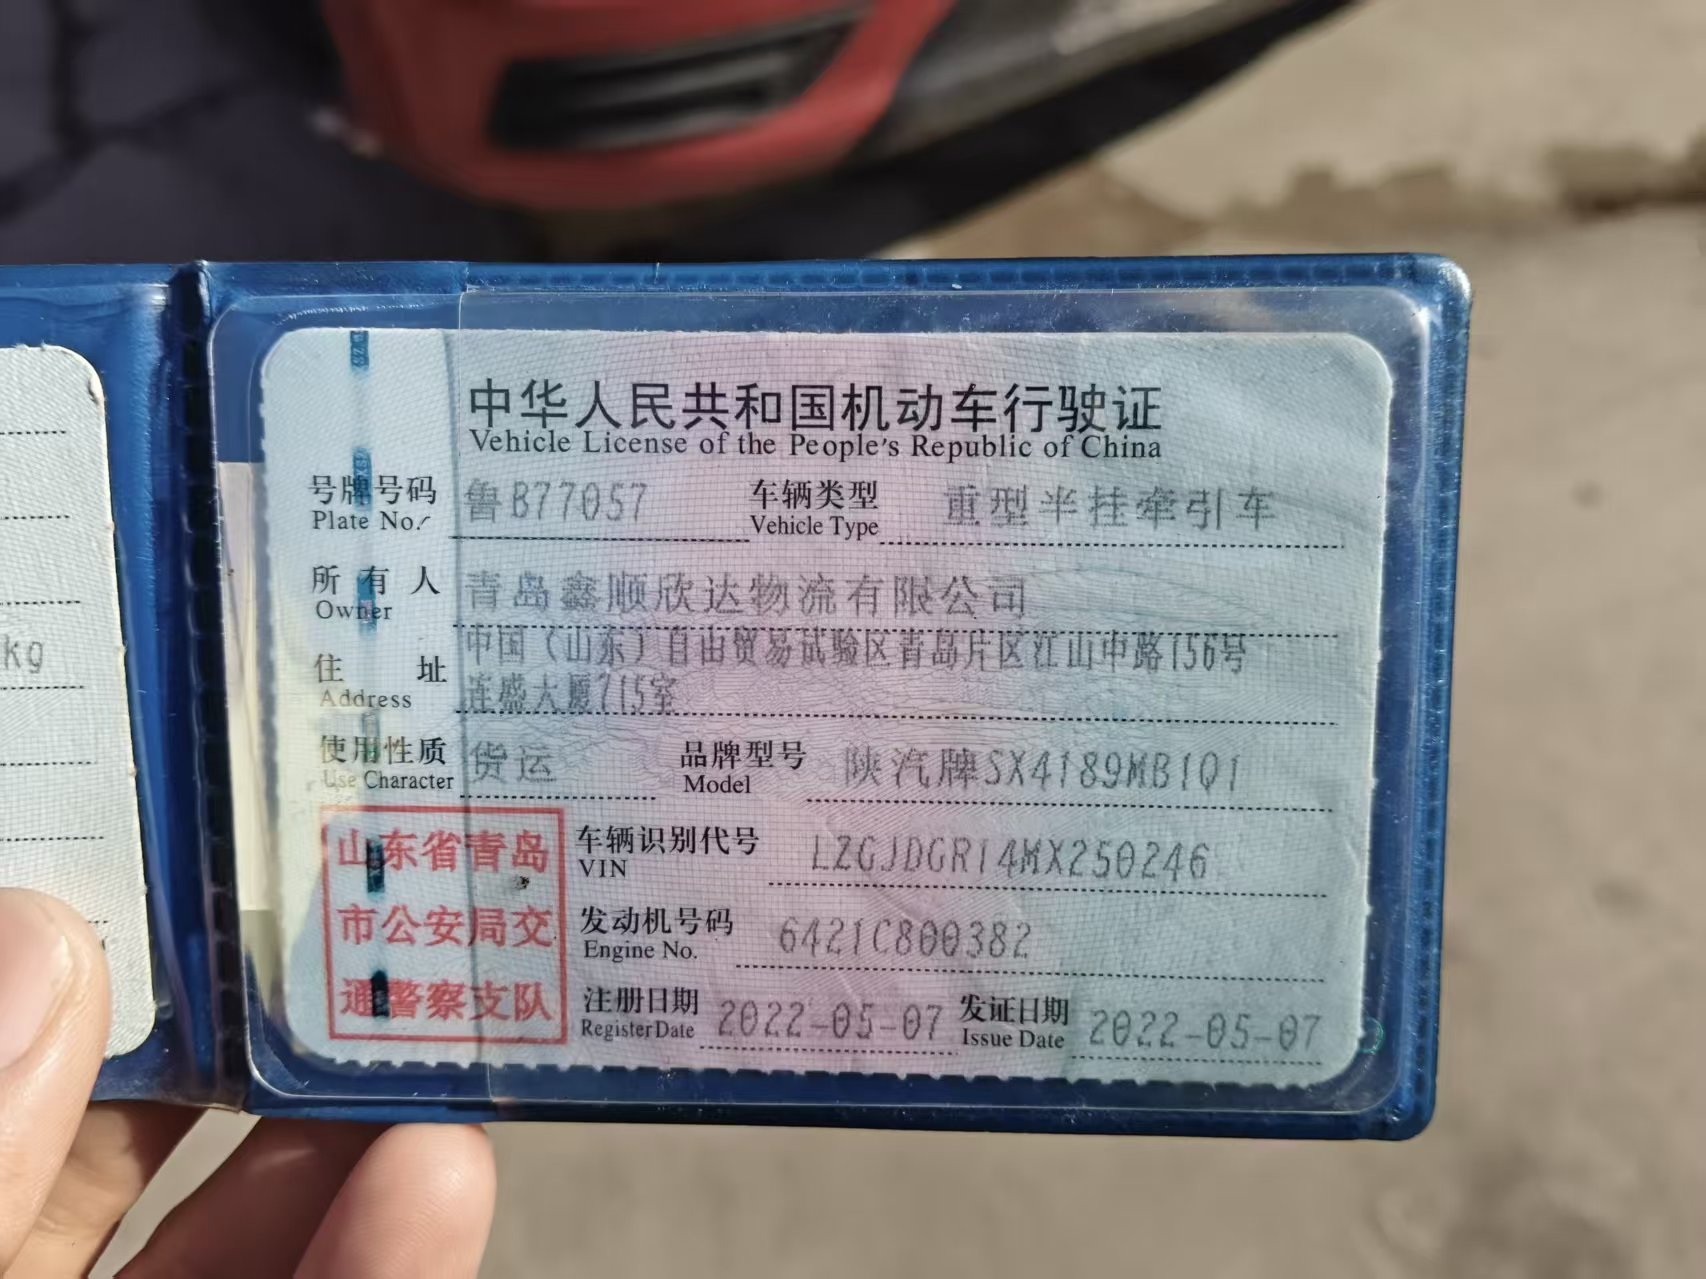 kg
中华人民共和国机动车行驶证
Vehicle License of the People's Republic of China
号牌号码 鲁B77057 车辆类型 重型半挂牵引车
Plate No. Vehicle Type
所有人 青岛鑫顺欣达物流有限公司
Owner
中国（山东）自由贸易试验区青岛片区江山中路156号
住址 连盛大厦715室
Address
使用性质 货运 品牌型号 陕汽牌SX4189MB1Q1
Use Character Model
山东省青岛
市公安局交
通警察支队
车辆识别代号 LZGJDGR14MX250246
VIN
发动机号码 6421C800382
Engine No.
注册日期 2022-05-07 发证日期 2022-05-07
Register Date Issue Date